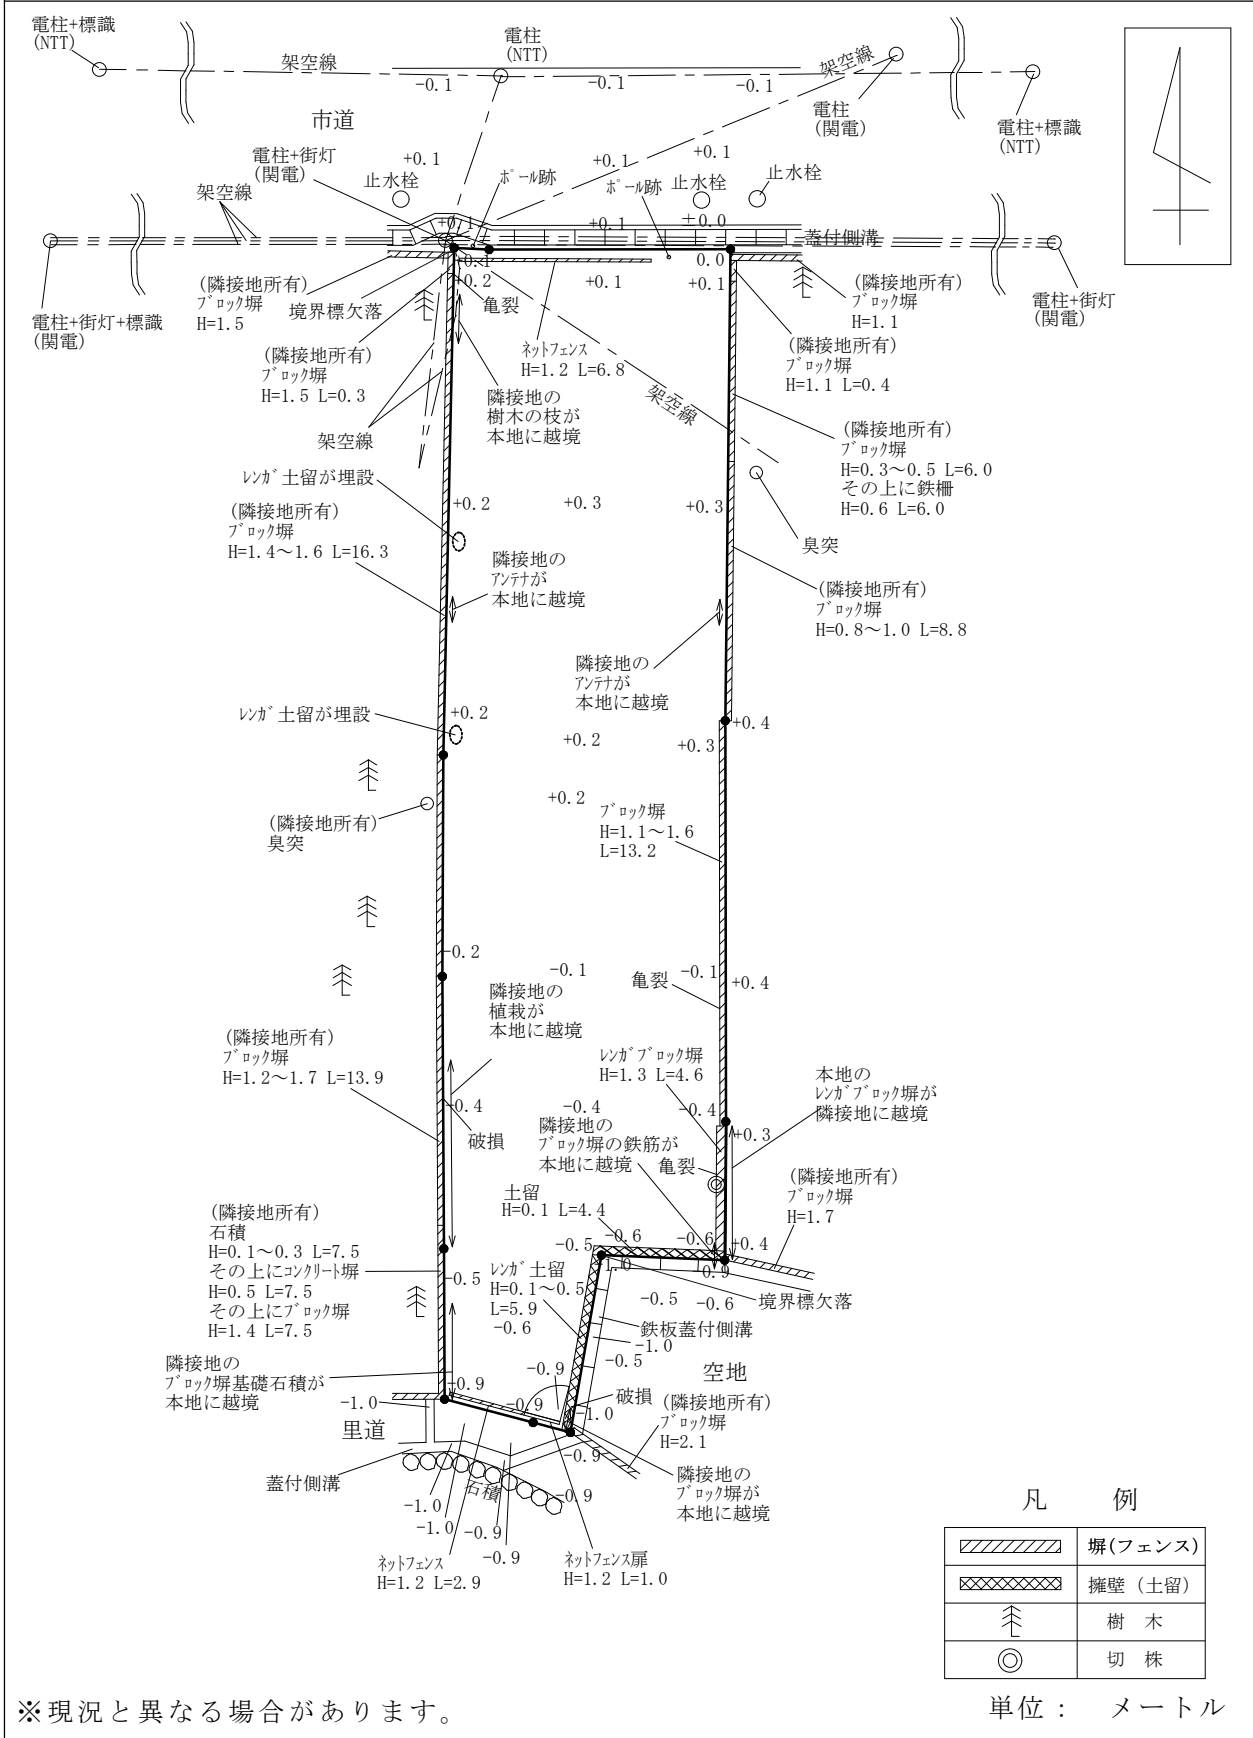 電柱+標識
(NTT)
架空線
電柱
(NTT)
架空線
-0.1
-0.1
-0.1
電柱
(関電)
電柱+標識
(NTT)
市道
電柱+街灯
(関電)
+0.1
+0.1
+0.1
止水栓
ポール跡
ポール跡
止水栓
止水栓
架空線
+0.1
+0.1
±0.0
蓋付側溝
+0.1
0.0
+0.2
+0.1
+0.1
(隣接地所有)
ブロック塀
H=1.5
境界標欠落
亀裂
(隣接地所有)
ブロック塀
H=1.1
電柱+街灯
(関電)
電柱+街灯+標識
(関電)
(隣接地所有)
ブロック塀
H=1.5 L=0.3
ネットフェンス
H=1.2 L=6.8
(隣接地所有)
ブロック塀
H=1.1 L=0.4
隣接地の
樹木の枝が
本地に越境
架空線
架空線
(隣接地所有)
ブロック塀
H=0.3～0.5 L=6.0
その上に鉄柵
H=0.6 L=6.0
レンガ土留が埋設
+0.2
+0.3
+0.3
(隣接地所有)
ブロック塀
H=1.4～1.6 L=16.3
臭突
隣接地の
アンテナが
本地に越境
(隣接地所有)
ブロック塀
H=0.8～1.0 L=8.8
隣接地の
アンテナが
本地に越境
レンガ土留が埋設
+0.2
+0.2
+0.3
+0.4
+0.2
(隣接地所有)
臭突
ブロック塀
H=1.1～1.6
L=13.2
-0.2
-0.1
-0.1
+0.4
亀裂
隣接地の
植栽が
本地に越境
(隣接地所有)
ブロック塀
H=1.2～1.7 L=13.9
レンガブロック塀
H=1.3 L=4.6
本地の
レンガブロック塀が
隣接地に越境
-0.4
-0.4
-0.4
+0.3
破損
隣接地の
ブロック塀の鉄筋が
本地に越境
亀裂
(隣接地所有)
ブロック塀
H=1.7
土留
H=0.1 L=4.4
(隣接地所有)
石積
H=0.1～0.3 L=7.5
その上にコンクリート塀
H=0.5 L=7.5
その上にブロック塀
H=1.4 L=7.5
-0.5
-0.6
-0.6
+0.4
-1.0
-0.9
-0.5
レンガ土留
H=0.1～0.5
L=5.9
-0.6
-0.5
-0.6
境界標欠落
鉄板蓋付側溝
-1.0
-0.5
空地
隣接地の
ブロック塀基礎石積が
本地に越境
-0.9
-0.9
-0.9
-1.0
破損
-1.0
里道
(隣接地所有)
ブロック塀
H=2.1
-0.9
蓋付側溝
石積
-0.9
隣接地の
ブロック塀が
本地に越境
-1.0
-1.0
-0.9
-0.9
ネットフェンス
H=1.2 L=2.9
ネットフェンス扉
H=1.2 L=1.0
凡 例
塀(フェンス)
擁壁（土留）
樹 木
切 株
※現況と異なる場合があります。
単位： メートル